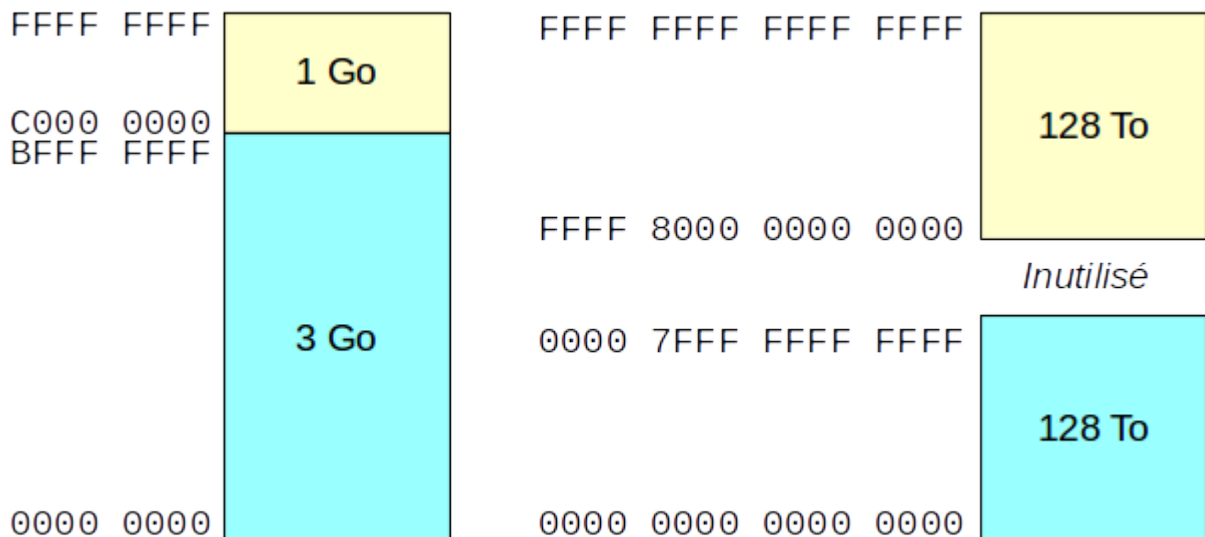 FFFF FFFF
1 Go
C000 0000
BFFF FFFF
3 Go
0000 0000
FFFF FFFF FFFF FFFF
128 To
FFFF 8000 0000 0000
Inutilisé
0000 7FFF FFFF FFFF
128 To
0000 0000 0000 0000